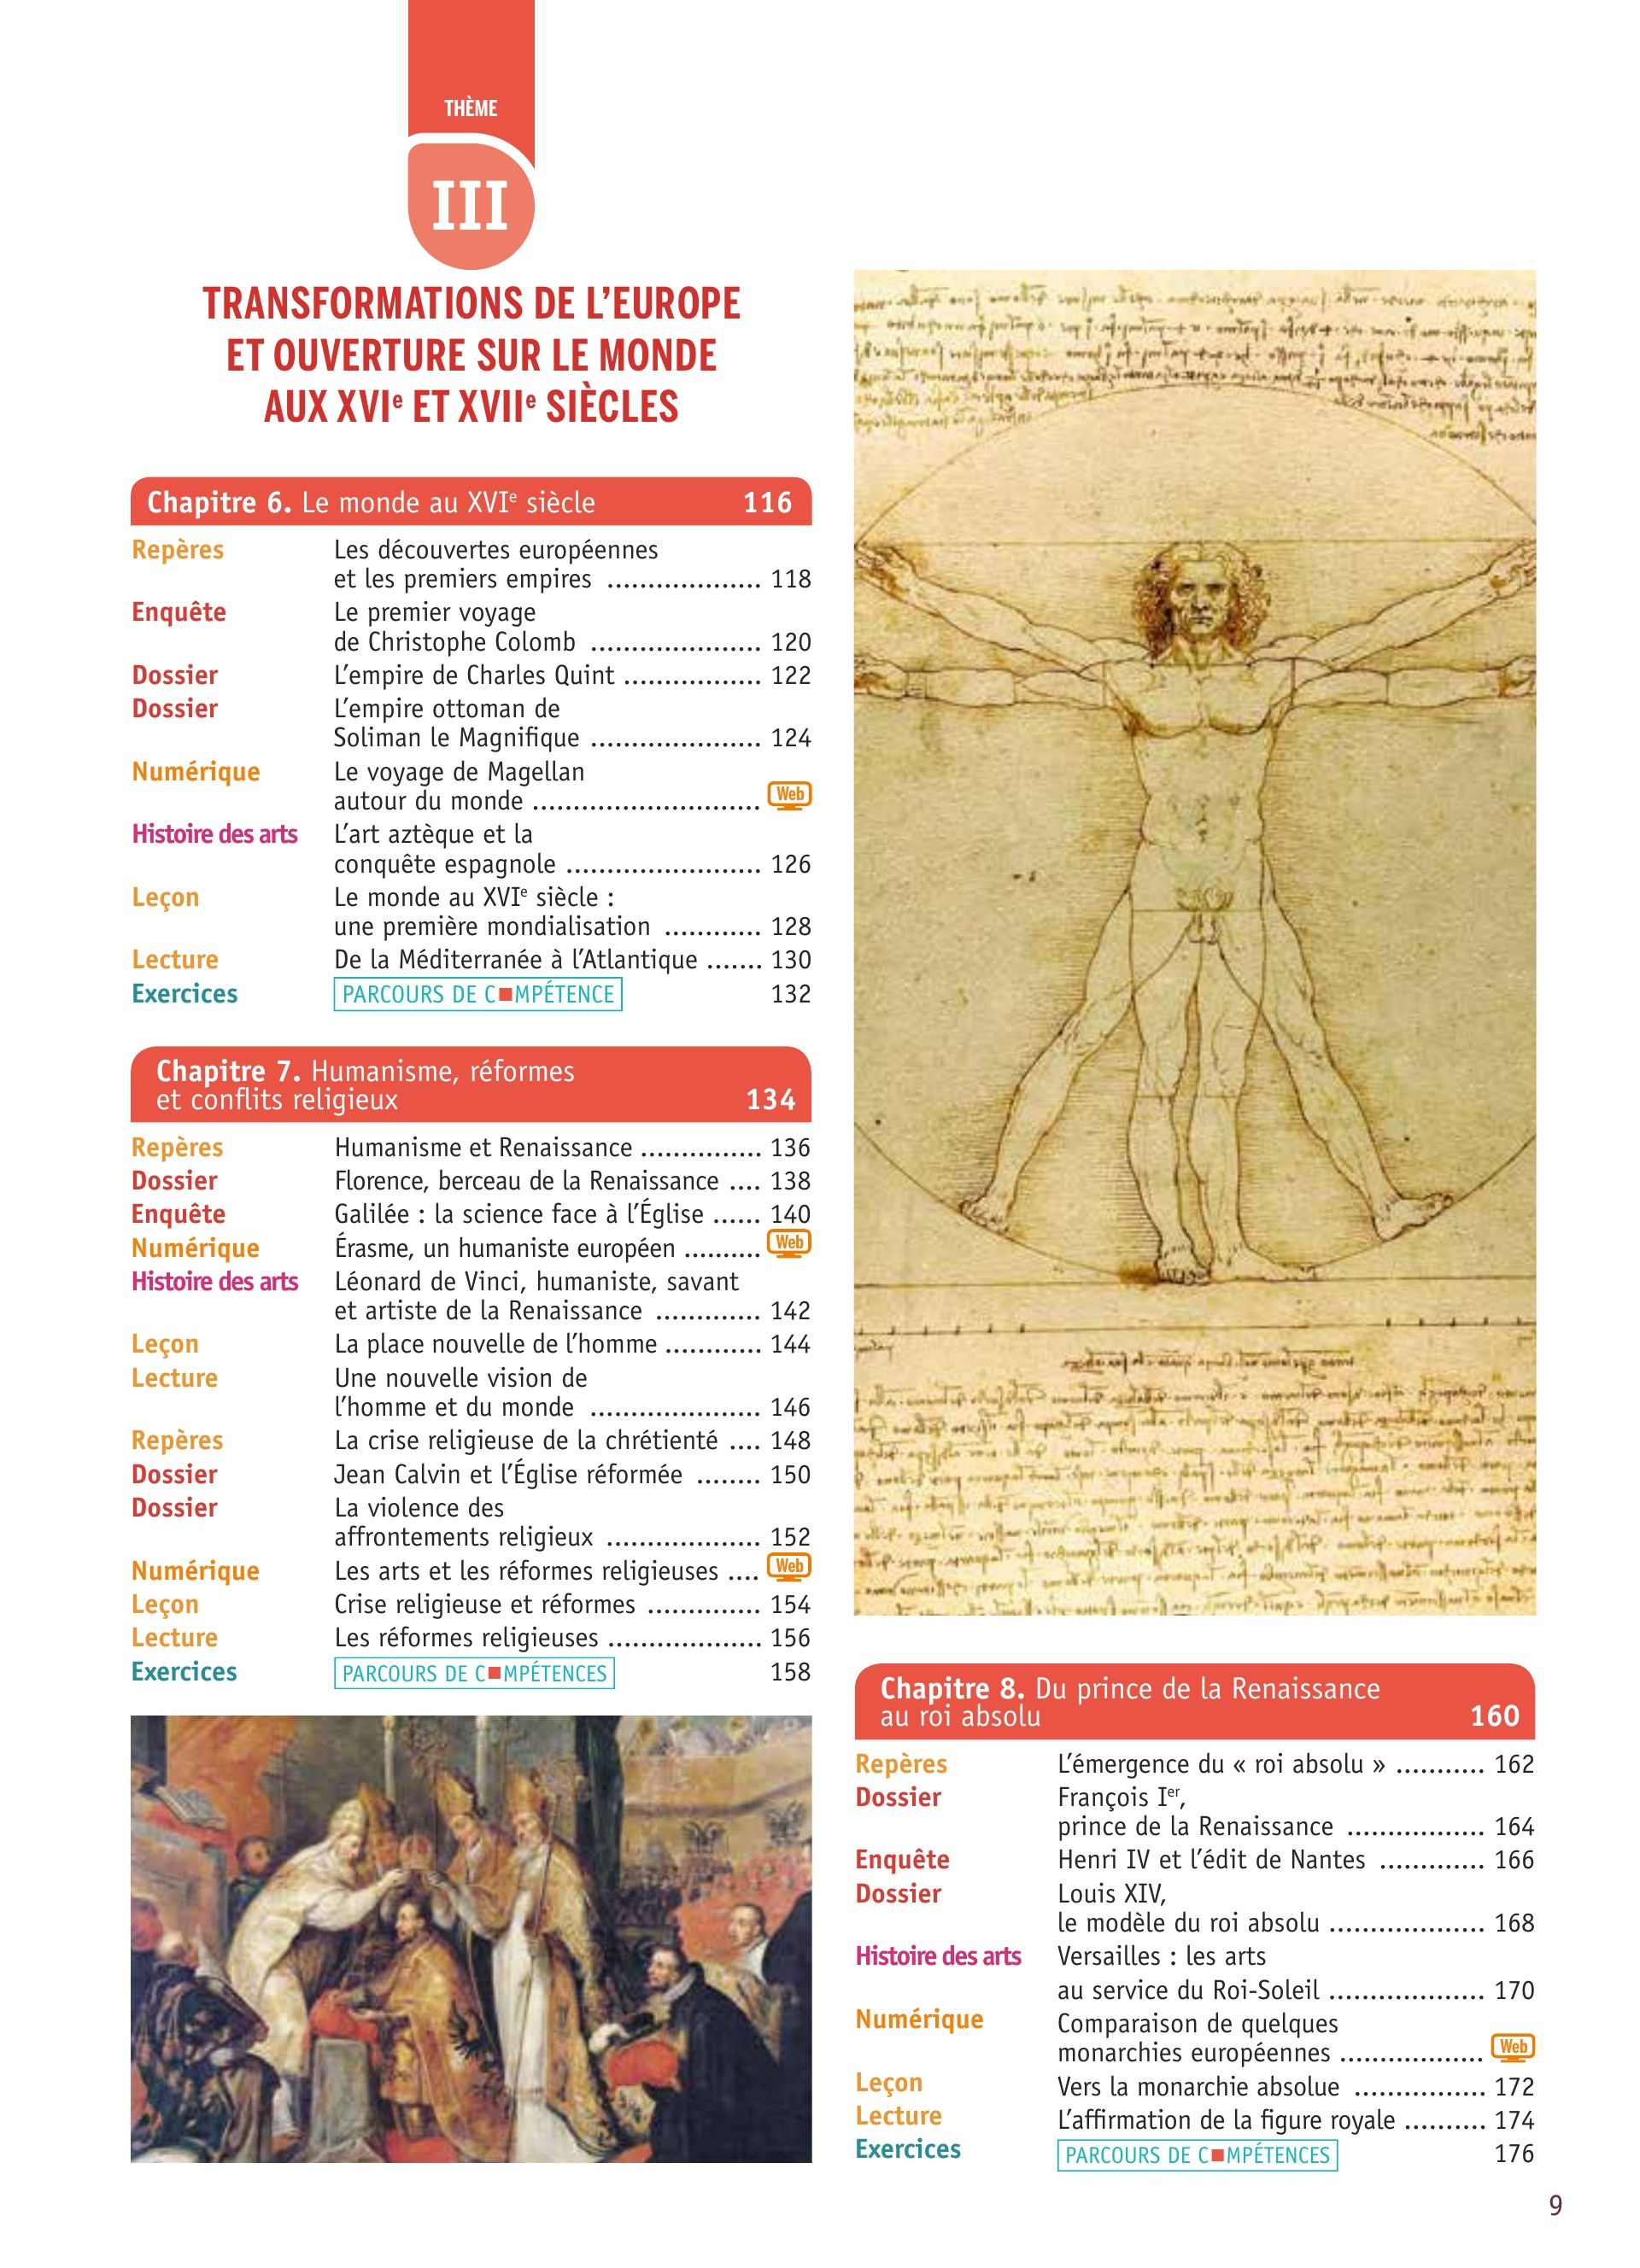 THÈME
III
TRANSFORMATIONS DE L'EUROPE
ET OUVERTURE SUR LE MONDE
AUX XVIe ET XVIIe SIÈCLES
Chapitre 6. Le monde au XVIe siècle 116
Repères Les découvertes européennes
et les premiers empires ................... 118
Enquête Le premier voyage
de Christophe Colomb ..................... 120
Dossier L'empire de Charles Quint ................. 122
Dossier L'empire ottoman de
Soliman le Magnifique ..................... 124
Numérique Le voyage de Magellan
autour du monde ............................ Web
Histoire des arts L'art aztèque et la
conquête espagnole ........................ 126
Leçon Le monde au XVIe siècle :
une première mondialisation ............ 128
Lecture De la Méditerranée à l'Atlantique ....... 130
Exercices PARCOURS DE C■MPÉTENCE 132
Chapitre 7. Humanisme, réformes
et conflits religieux 134
Repères Humanisme et Renaissance ............... 136
Dossier Florence, berceau de la Renaissance .... 138
Enquête Galilée : la science face à l'Église ...... 140
Numérique Érasme, un humaniste européen .......... Web
Histoire des arts Léonard de Vinci, humaniste, savant
et artiste de la Renaissance ............. 142
Leçon La place nouvelle de l'homme ............ 144
Lecture Une nouvelle vision de
l'homme et du monde ..................... 146
Repères La crise religieuse de la chrétienté .... 148
Dossier Jean Calvin et l'Église réformée ........ 150
Dossier La violence des
affrontements religieux ................... 152
Numérique Les arts et les réformes religieuses .... Web
Leçon Crise religieuse et réformes .............. 154
Lecture Les réformes religieuses ................... 156
Exercices PARCOURS DE C■MPÉTENCES 158
Chapitre 8. Du prince de la Renaissance
au roi absolu 160
Repères L'émergence du « roi absolu » ........... 162
Dossier François Ier,
prince de la Renaissance ................. 164
Enquête Henri IV et l'édit de Nantes ............. 166
Dossier Louis XIV,
le modèle du roi absolu ................... 168
Histoire des arts Versailles : les arts
au service du Roi-Soleil ................... 170
Numérique Comparaison de quelques
monarchies européennes .................. Web
Leçon Vers la monarchie absolue ................ 172
Lecture L'affirmation de la figure royale .......... 174
Exercices PARCOURS DE C■MPÉTENCES 176
9